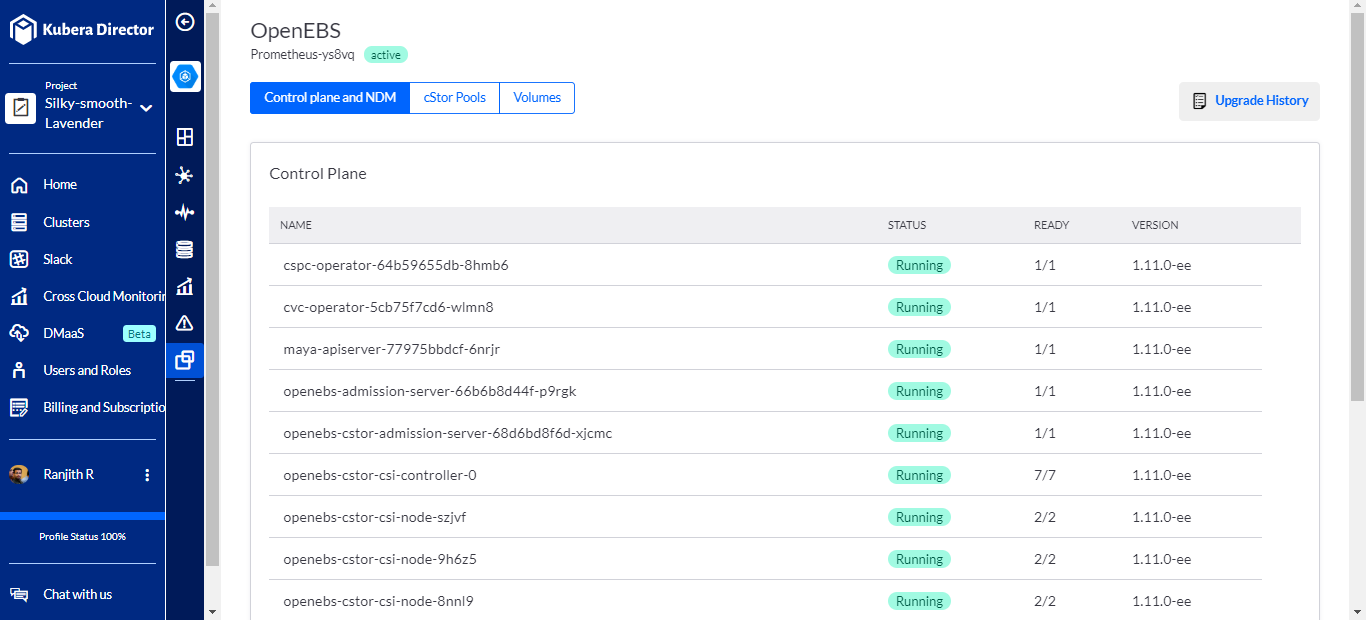 Kubera Director
Project
Silky-smooth-
Lavender
Home
Clusters
Slack
Cross Cloud Monitorin
DMaaS Beta
Users and Roles
Billing and Subscriptio
Ranjith R
Profile Status 100%
Chat with us
OpenEBS
Prometheus-ys8vq active
Control plane and NDM cStor Pools Volumes
Upgrade History
Control Plane
NAME STATUS READY VERSION
cspc-operator-64b59655db-8hmb6 Running 1/1 1.11.0-ee
cvc-operator-5cb75f7cd6-wlmn8 Running 1/1 1.11.0-ee
maya-apiserver-77975bbdcf-6nrjr Running 1/1 1.11.0-ee
openebs-admission-server-66b6b8d44f-p9rgk Running 1/1 1.11.0-ee
openebs-cstor-admission-server-68d6bd8f6d-xjcmc Running 1/1 1.11.0-ee
openebs-cstor-csi-controller-0 Running 7/7 1.11.0-ee
openebs-cstor-csi-node-szjvf Running 2/2 1.11.0-ee
openebs-cstor-csi-node-9h6z5 Running 2/2 1.11.0-ee
openebs-cstor-csi-node-8nnl9 Running 2/2 1.11.0-ee